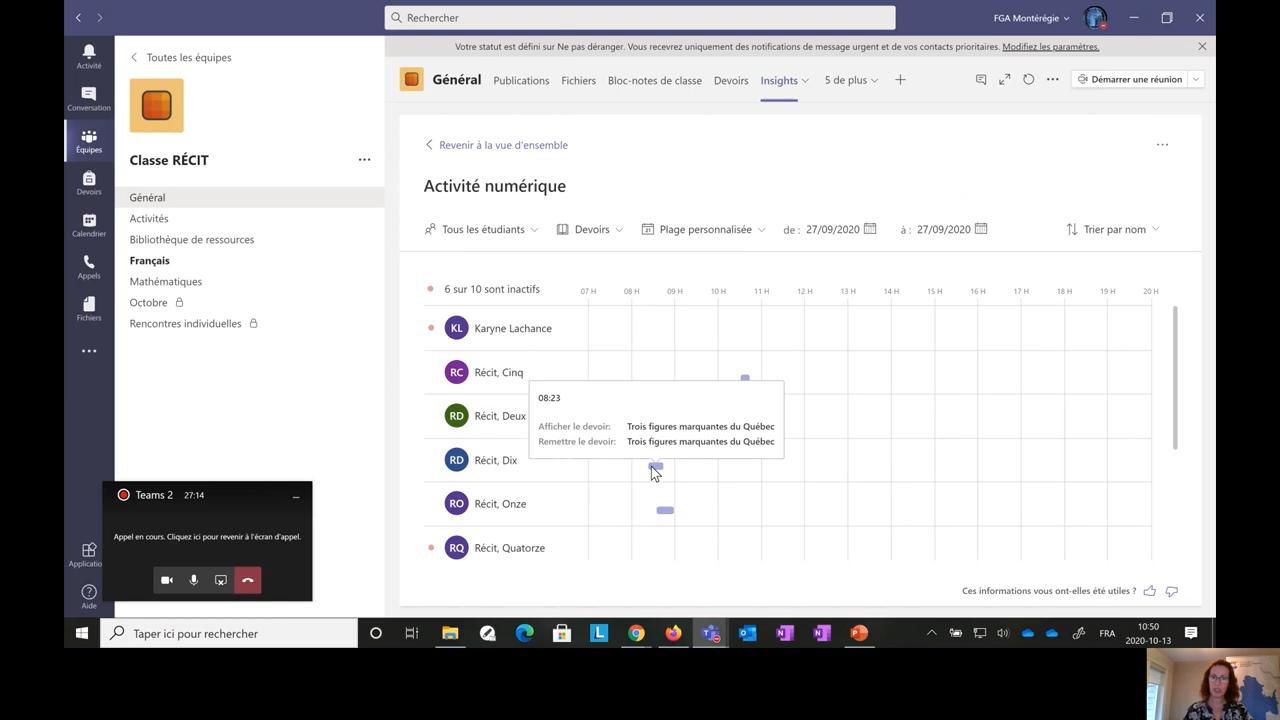 Rechercher
FGA Montérégie
Votre statut est défini sur Ne pas déranger. Vous recevrez uniquement des notifications de message urgent et de vos contacts prioritaires. Modifiez les paramètres.
Activité
Conversation
Équipes
Devoirs
Calendrier
Appels
Fichiers
Application
Aide
Toutes les équipes
Classe RÉCIT
Général
Activités
Bibliothèque de ressources
Français
Mathématiques
Octobre
Rencontres individuelles
Général Publications Fichiers Bloc-notes de classe Devoirs Insights 5 de plus Démarrer une réunion
Revenir à la vue d'ensemble
Activité numérique
Tous les étudiants Devoirs Plage personnalisée de : 27/09/2020 à : 27/09/2020 Trier par nom
6 sur 10 sont inactifs 07 H 08 H 09 H 10 H 11 H 12 H 13 H 14 H 15 H 16 H 17 H 18 H 19 H 20 H
KL Karyne Lachance
RC Récit, Cinq
RD Récit, Deux
RD Récit, Dix
RO Récit, Onze
RQ Récit, Quatorze
08:23
Afficher le devoir: Trois figures marquantes du Québec
Remettre le devoir: Trois figures marquantes du Québec
Teams 2 27:14
Appel en cours. Cliquez ici pour revenir à l'écran d'appel.
Ces informations vous ont-elles été utiles ?
Taper ici pour rechercher
L
FRA
10:50
2020-10-13